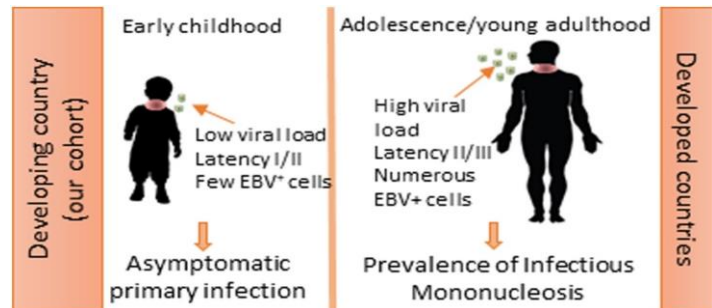 Developing country
(our cohort)
Early childhood
Low viral load
Latency I/II
Few EBV⁺ cells
Asymptomatic
primary infection
Adolescence/young adulthood
High viral
load
Latency II/III
Numerous
EBV+ cells
Prevalence of Infectious
Mononucleosis
Developed countries